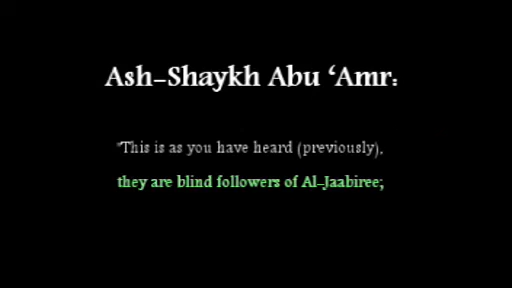 Ash-Shaykh Abu ‘Amr:
"This is as you have heard (previously),
they are blind followers of Al-Jaabiree;